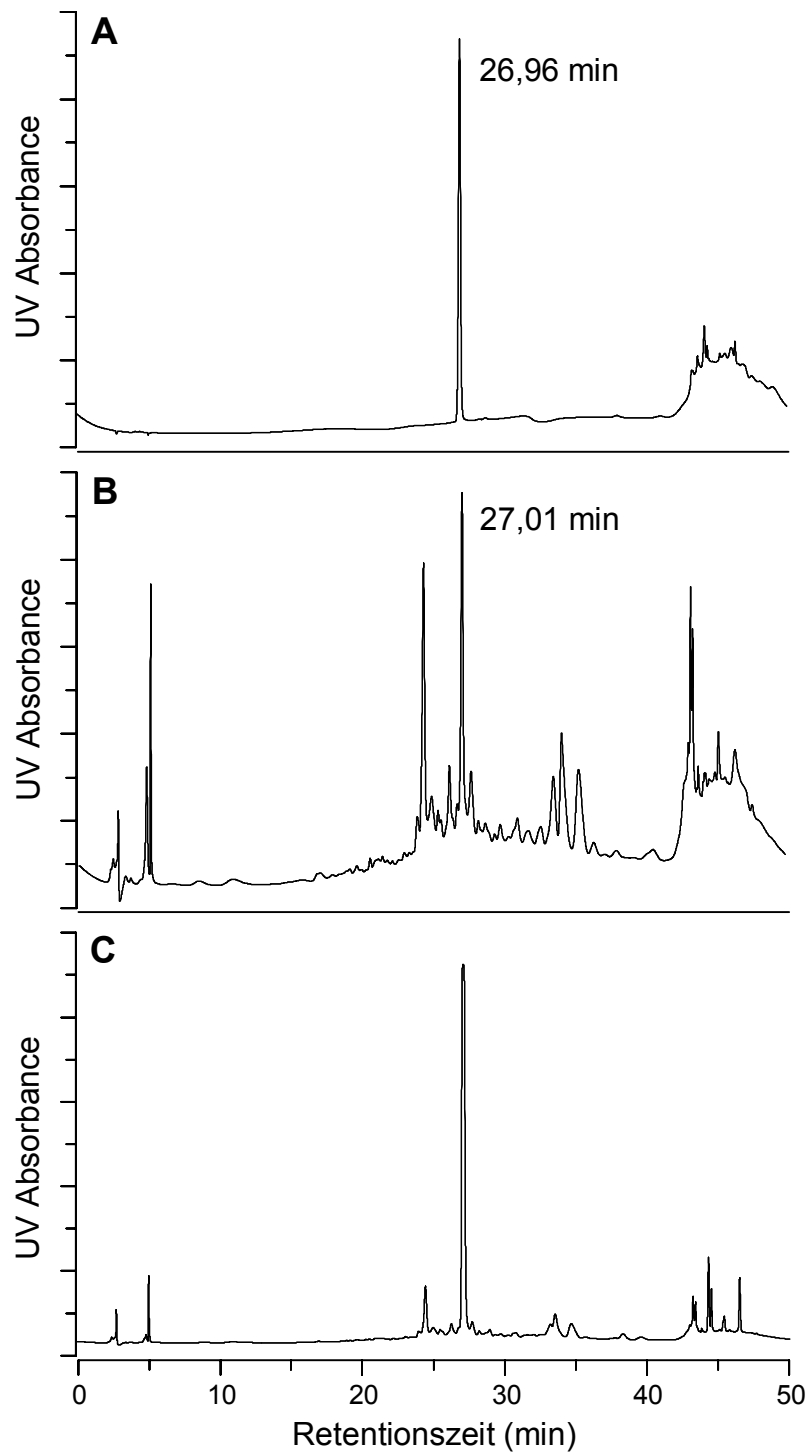 A
26,96 min
UV Absorbance
B
27,01 min
UV Absorbance
C
UV Absorbance
0 10 20 30 40 50
Retentionszeit (min)